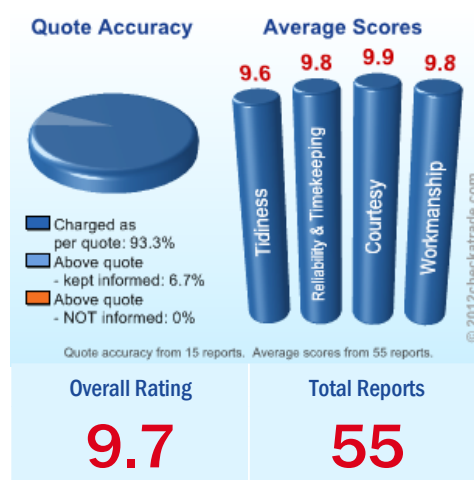 Quote Accuracy
Average Scores
9.6
9.8
9.9
9.8
Tidiness
Reliability & Timekeeping
Courtesy
Workmanship
Charged as
per quote: 93.3%
Above quote
- kept informed: 6.7%
Above quote
- NOT informed: 0%
© 2012checkatrade.com
Quote accuracy from 15 reports. Average scores from 55 reports.
Overall Rating
9.7
Total Reports
55